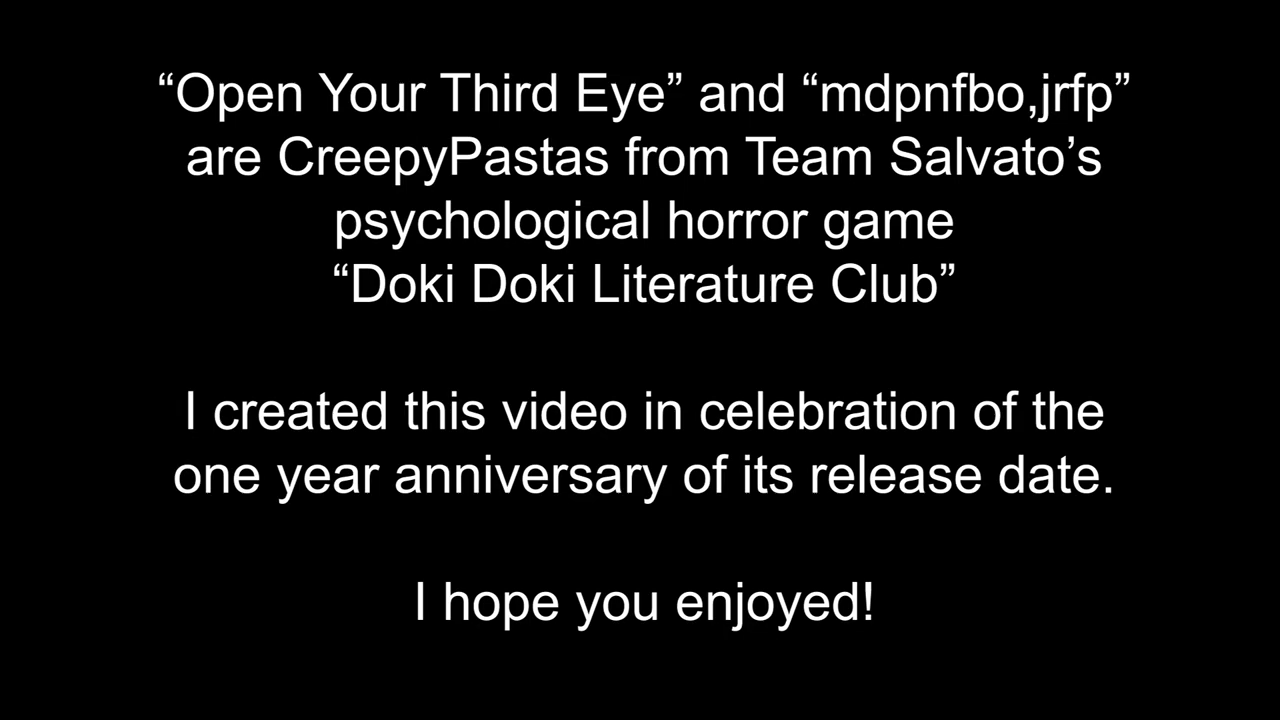 “Open Your Third Eye” and “mdpnfbo,jrfp”
are CreepyPastas from Team Salvato’s
psychological horror game
“Doki Doki Literature Club”
I created this video in celebration of the
one year anniversary of its release date.
I hope you enjoyed!